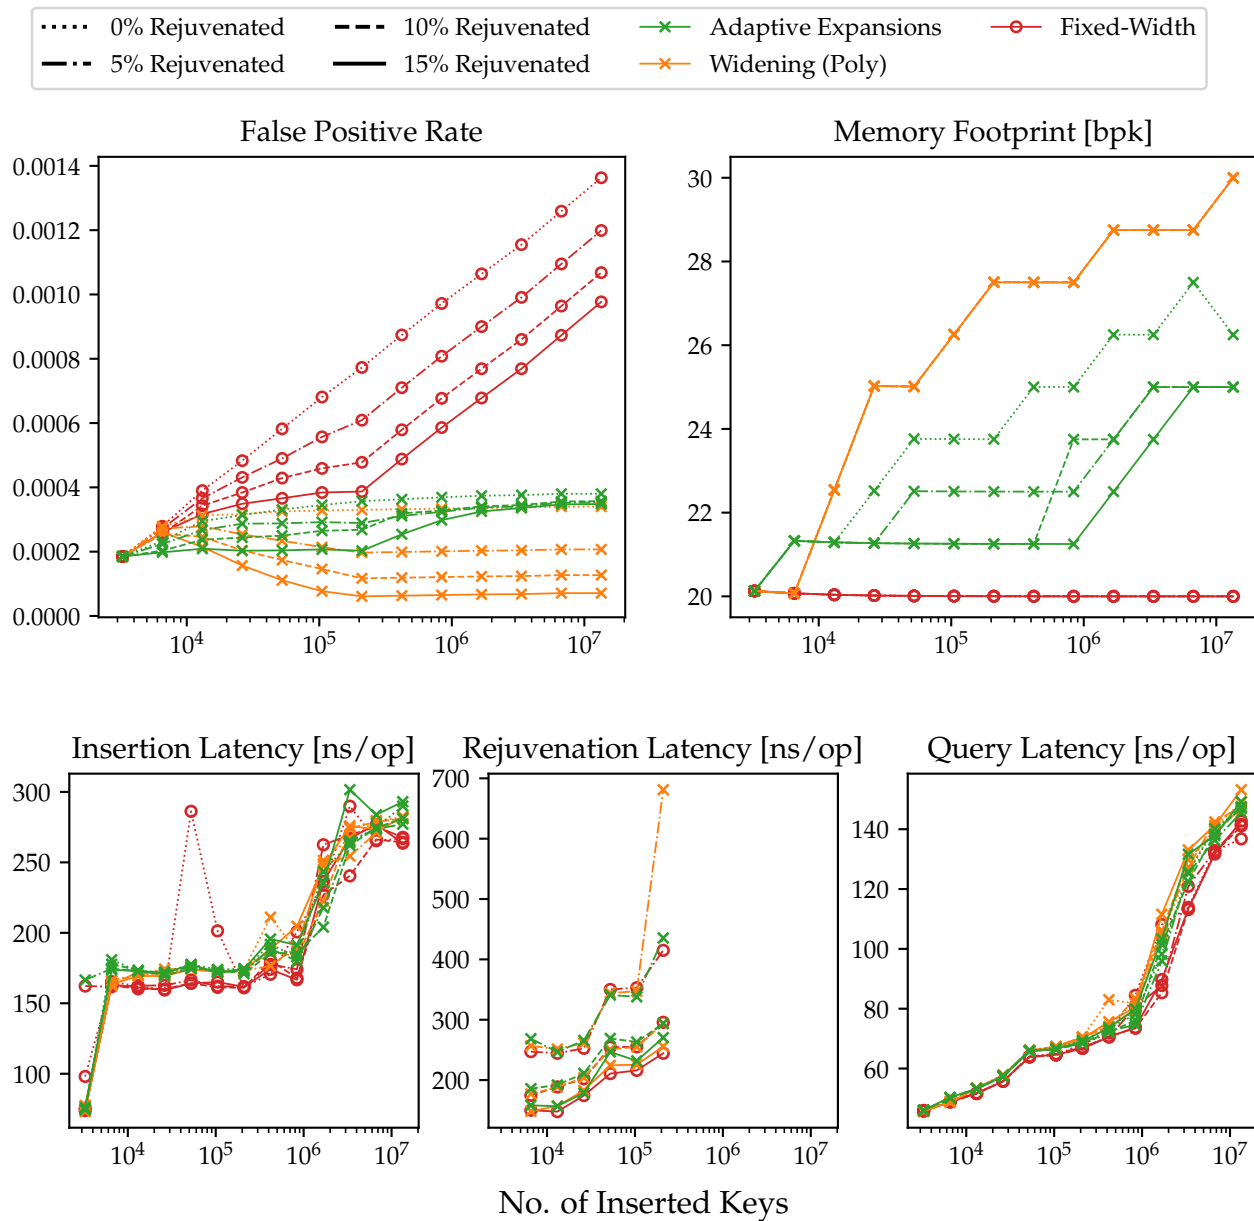 0% Rejuvenated 10% Rejuvenated Adaptive Expansions Fixed-Width
5% Rejuvenated 15% Rejuvenated Widening (Poly)
False Positive Rate
0.0014
0.0012
0.0010
0.0008
0.0006
0.0004
0.0002
0.0000
10^4 10^5 10^6 10^7
Memory Footprint [bpk]
30
28
26
24
22
20
10^4 10^5 10^6 10^7
Insertion Latency [ns/op]
300
250
200
150
100
10^4 10^5 10^6 10^7
Rejuvenation Latency [ns/op]
700
600
500
400
300
200
10^4 10^5 10^6 10^7
Query Latency [ns/op]
140
120
100
80
60
10^4 10^5 10^6 10^7
No. of Inserted Keys